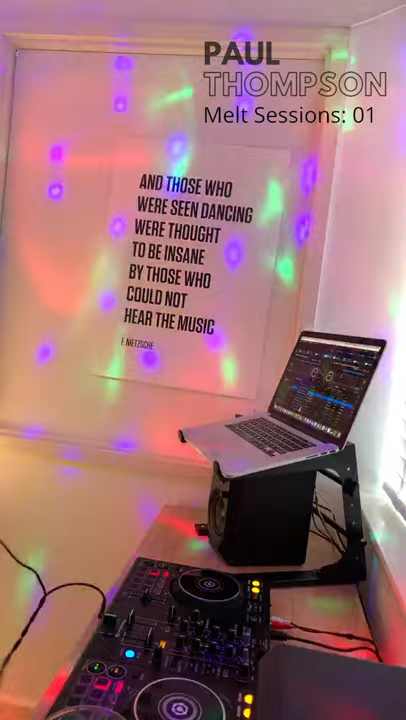 PAUL
THOMPSON
Melt Sessions: 01
AND THOSE WHO
WERE SEEN DANCING
WERE THOUGHT
TO BE INSANE
BY THOSE WHO
COULD NOT
HEAR THE MUSIC
F. NIETZSCHE